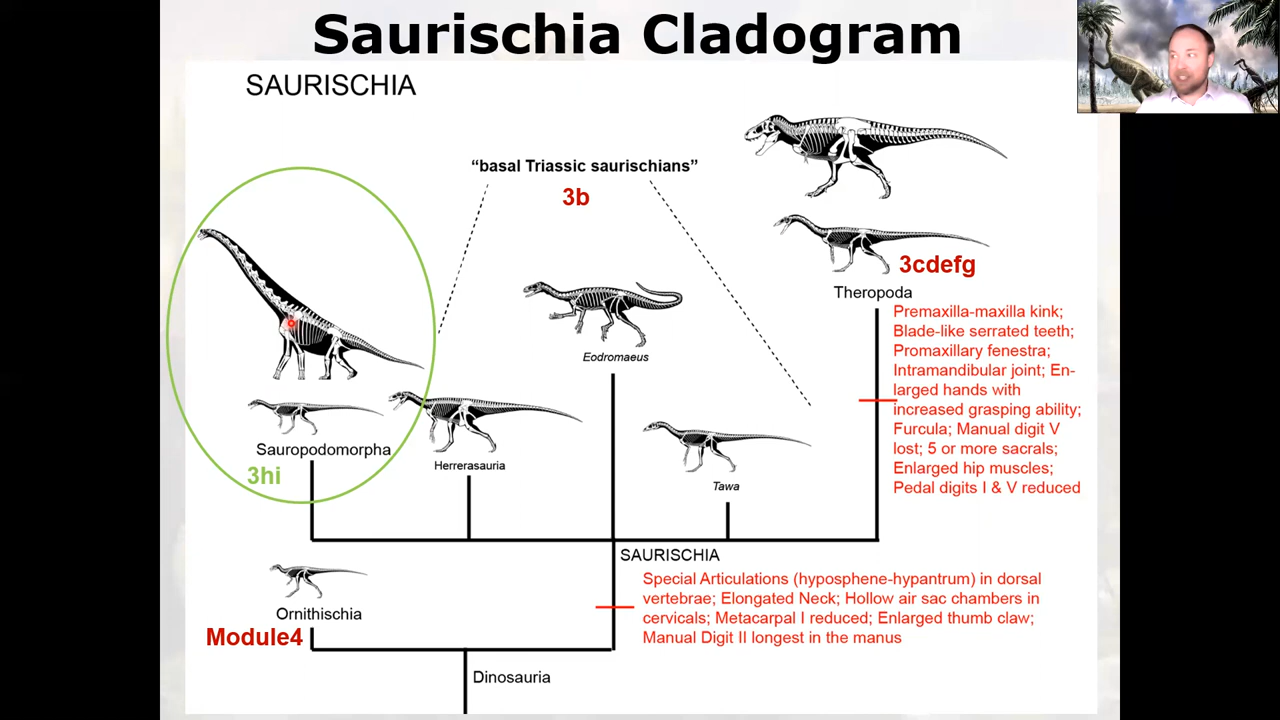 Saurischia Cladogram
SAURISCHIA
“basal Triassic saurischians”
3b
3cdefg
Theropoda
Premaxilla-maxilla kink;
Blade-like serrated teeth;
Promaxillary fenestra;
Intramandibular joint; En-
larged hands with
increased grasping ability;
Furcula; Manual digit V
lost; 5 or more sacrals;
Enlarged hip muscles;
Pedal digits I & V reduced
Eodromaeus
Sauropodomorpha
3hi
Herrerasauria
Tawa
SAURISCHIA
Special Articulations (hyposphene-hypantrum) in dorsal
vertebrae; Elongated Neck; Hollow air sac chambers in
cervicals; Metacarpal I reduced; Enlarged thumb claw;
Manual Digit II longest in the manus
Ornithischia
Module4
Dinosauria